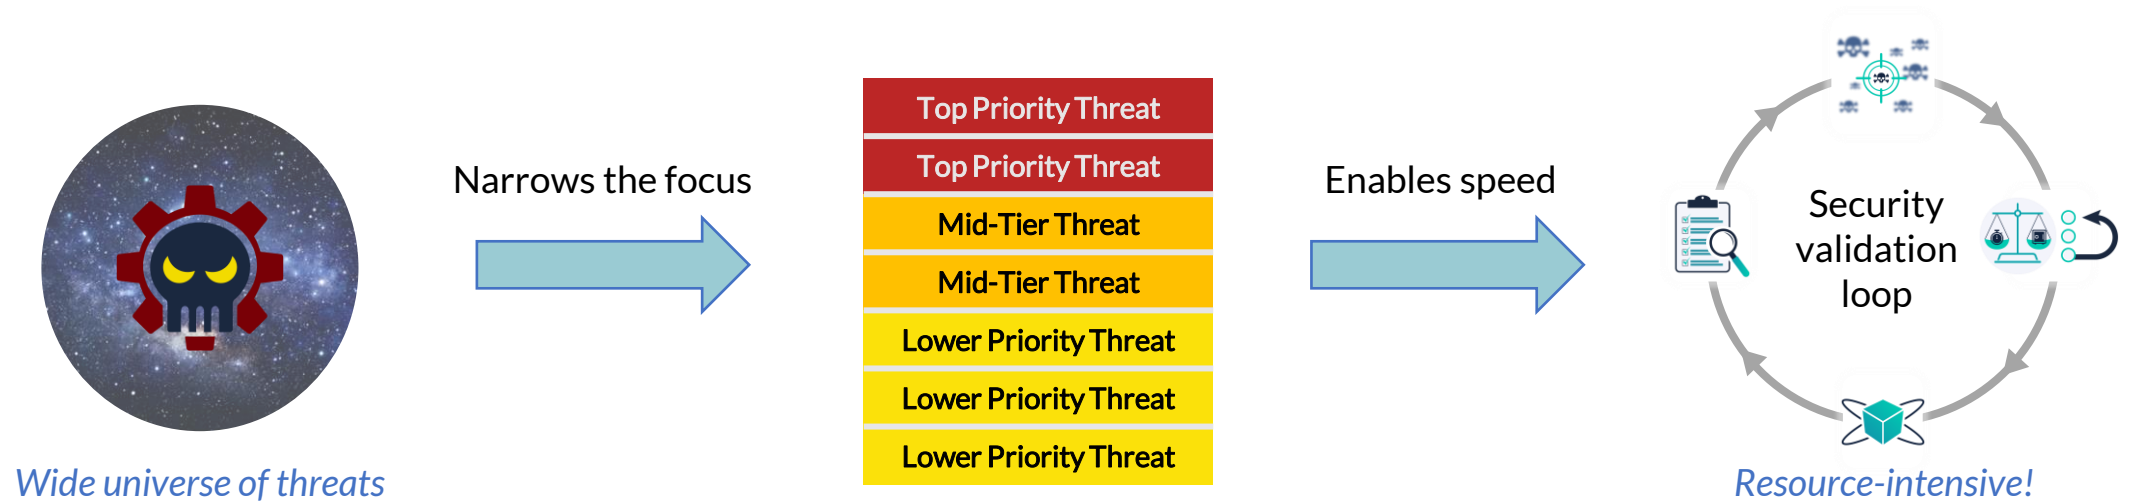 Wide universe of threats
Narrows the focus
Top Priority Threat
Top Priority Threat
Mid-Tier Threat
Mid-Tier Threat
Lower Priority Threat
Lower Priority Threat
Lower Priority Threat
Enables speed
Security
validation
loop
Resource-intensive!